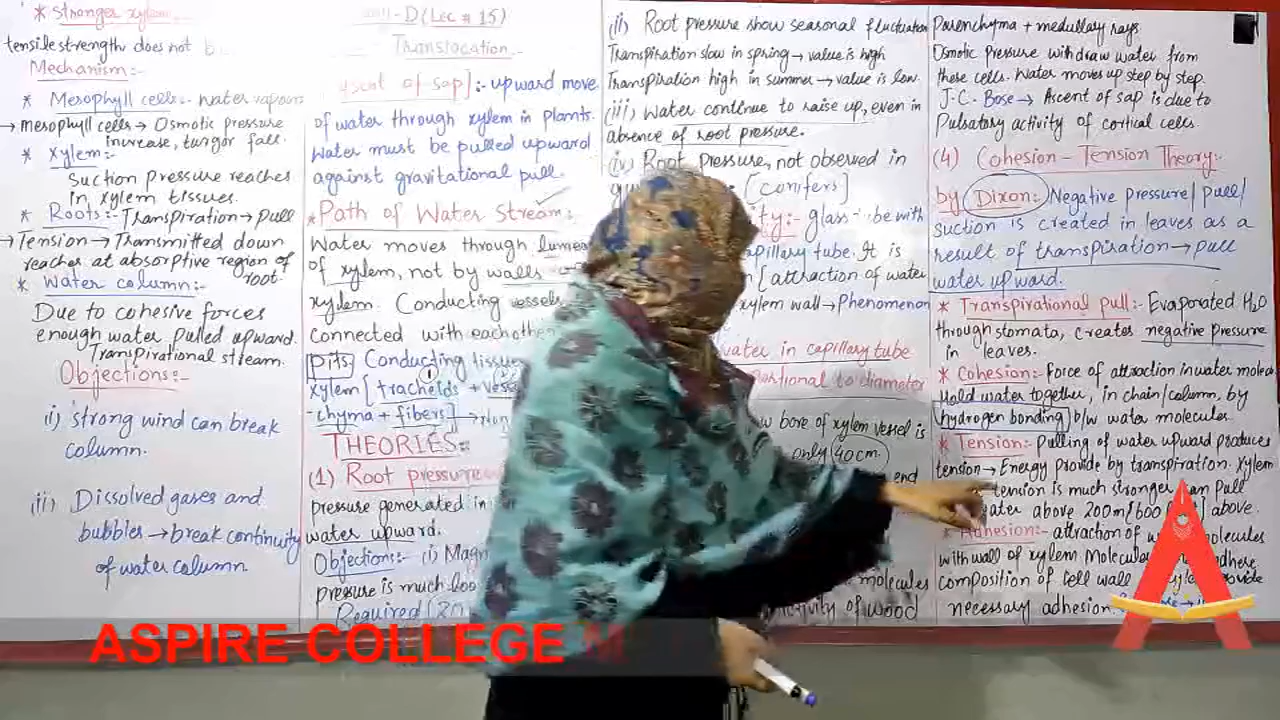 * stronger xylem
tensile strength does not
Mechanism:-
* Mesophyll cells:- water vapours
→ mesophyll cells → Osmotic pressure
increase, turgor fall.
* Xylem:-
Suction pressure reaches
in xylem tissues.
* Roots:- Transpiration → pull
→ Tension → Transmitted down
reaches at absorptive region of
root.
* Water column:-
Due to cohesive forces
enough water pulled upward.
Transpirational stream.
Objections:-
(i) strong wind can break
column.
(ii) Dissolved gases and
bubbles → break continuity
of water column.
-D (Lec # 15)
Translocation:-
of sap]:- upward move
of water through xylem in plants.
Water must be pulled upward
against gravitational pull.
* Path of Water Stream:-
Water moves through
of xylem, not by walls
xylem. Conducting vessels
Connected with
Pits Conducting
xylem [tracheids +
-chyma + fibers] →
THEORIES:-
(1) Root pressure
pressure generated in
water upward.
Objections:- (i)
pressure is much
Required (20
(ii) Root pressure show seasonal fluctuation
Transpiration slow in spring → value is high
Transpiration high in summer → value is low.
(iii) Water continue to raise up, even in
absence of root pressure.
(iv) Root Pressure, not observed in
[conifers]
:- glass with
capillary tube. It is
[attraction of water
xylem wall → Phenomenon
water in capillary tube
to diameter
bore of xylem vessel is
only 40cm.
end
molecules
of wood
Parenchyma + medullary rays
Osmotic Pressure withdraw water from
these cells. Water moves up step by step.
J.C. Bose → Ascent of sap is due to
Pulsatory activity of cortical cells.
(4) Cohesion-Tension Theory:-
by Dixon: Negative pressure/pull/
suction is created in leaves as a
result of transpiration → pull
water upward.
* Transpirational pull:- Evaporated H₂O
through stomata, creates negative pressure
in leaves.
* Cohesion:- Force of attraction in water
Hold water together, in chain/column, by
hydrogen bonding b/w water molecules.
* Tension:- Pulling of water upward produces
tension → Energy provide by transpiration. Xylem
tension is much stronger can pull
water above 200m above.
* Adhesion:- attraction of molecules
with wall of xylem
composition of cell wall provide
necessary adhesion.
ASPIRE COLLEGE